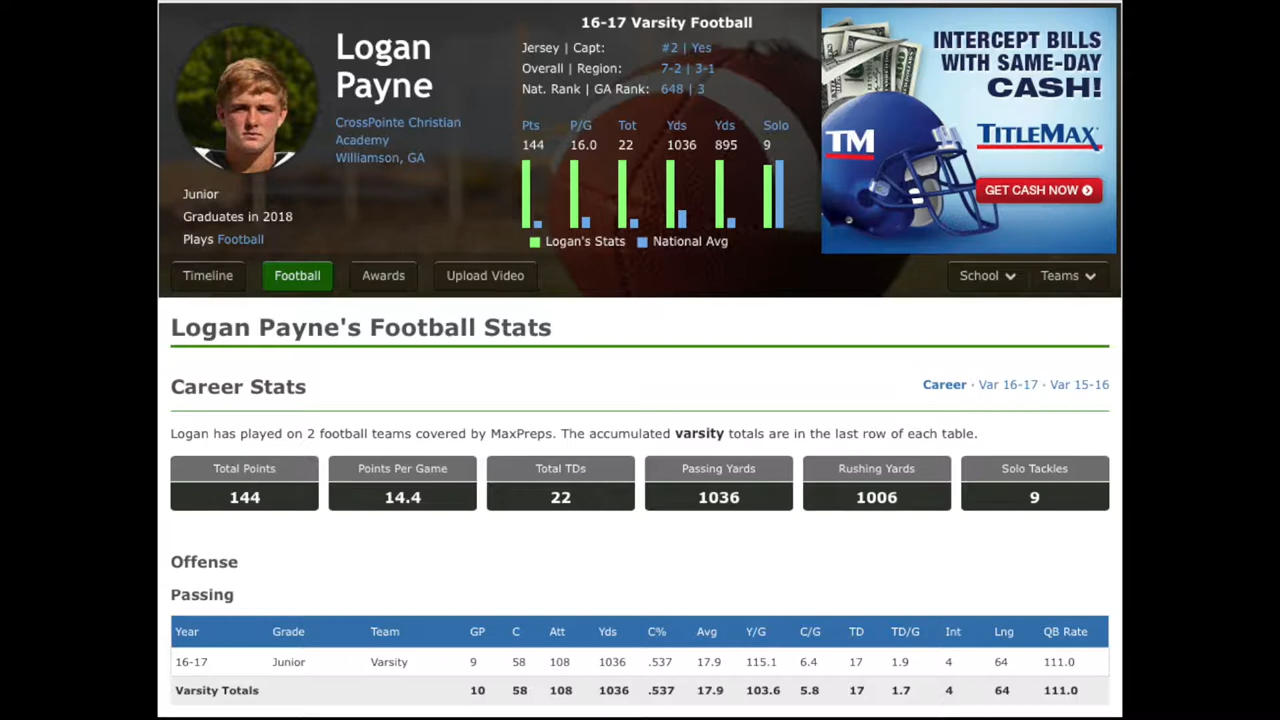 Logan
Payne
CrossPointe Christian
Academy
Williamson, GA
Junior
Graduates in 2018
Plays Football
16-17 Varsity Football
Jersey | Capt: #2 | Yes
Overall | Region: 7-2 | 3-1
Nat. Rank | GA Rank: 648 | 3
Pts P/G Tot Yds Yds Solo
144 16.0 22 1036 895 9
Logan's Stats National Avg
INTERCEPT BILLS
WITH SAME-DAY
CASH!
TM
TITLEMAX
GET CASH NOW
Timeline Football Awards Upload Video School Teams
Logan Payne's Football Stats
Career Stats
Career · Var 16-17 · Var 15-16
Logan has played on 2 football teams covered by MaxPreps. The accumulated varsity totals are in the last row of each table.
Total Points Points Per Game Total TDs Passing Yards Rushing Yards Solo Tackles
144 14.4 22 1036 1006 9
Offense
Passing
Year Grade Team GP C Att Yds C% Avg Y/G C/G TD TD/G Int Lng QB Rate
16-17 Junior Varsity 9 58 108 1036 .537 17.9 115.1 6.4 17 1.9 4 64 111.0
Varsity Totals 10 58 108 1036 .537 17.9 103.6 5.8 17 1.7 4 64 111.0